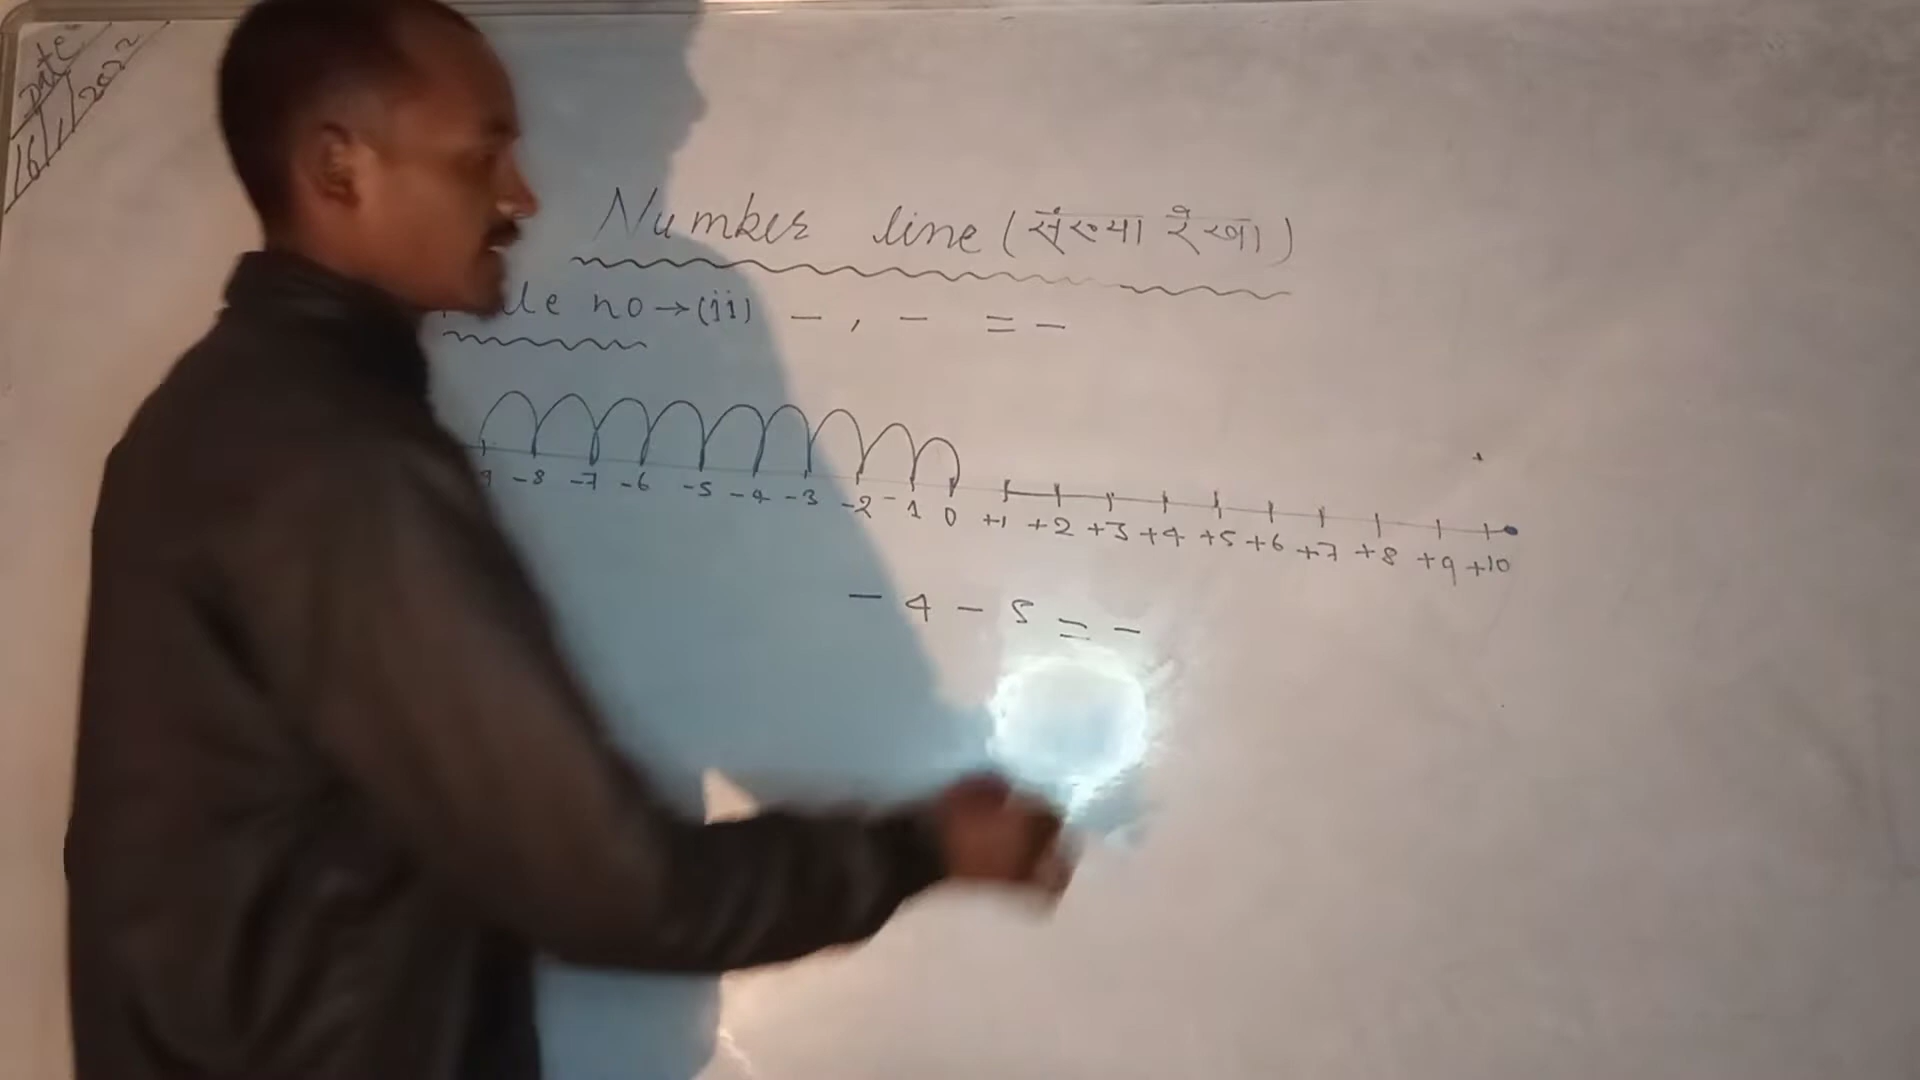 Date
16/1/2022
Number line (संख्या रेखा)
le no → (ii) - , - = -
9 -8 -7 -6 -5 -4 -3 -2 -1 0 +1 +2 +3 +4 +5 +6 +7 +8 +9 +10
- 4 - 5 = -